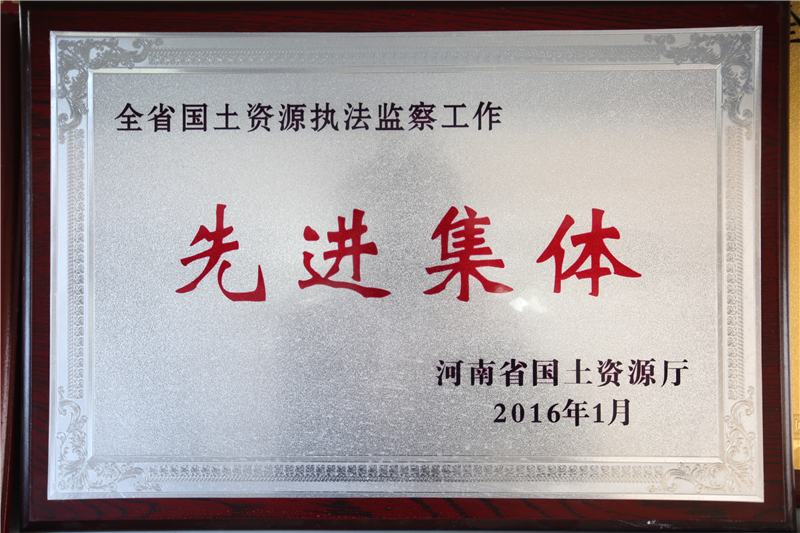 全省国土资源执法监察工作
先进集体
河南省国土资源厅
2016年1月